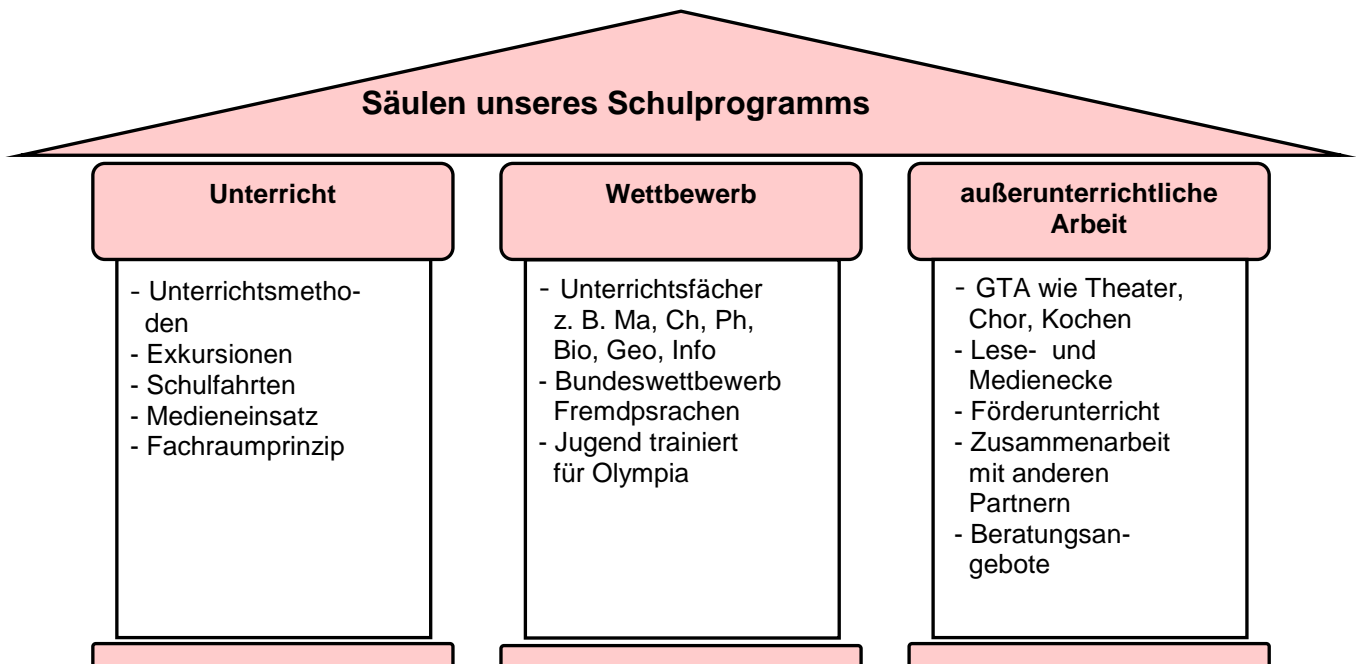 Säulen unseres Schulprogramms
Unterricht
- Unterrichtsmetho-
den
- Exkursionen
- Schulfahrten
- Medieneinsatz
- Fachraumprinzip
Wettbewerb
- Unterrichtsfächer
z. B. Ma, Ch, Ph,
Bio, Geo, Info
- Bundeswettbewerb
Fremdpsrachen
- Jugend trainiert
für Olympia
außerunterrichtliche
Arbeit
- GTA wie Theater,
Chor, Kochen
- Lese- und
Medienecke
- Förderunterricht
- Zusammenarbeit
mit anderen
Partnern
- Beratungsan-
gebote